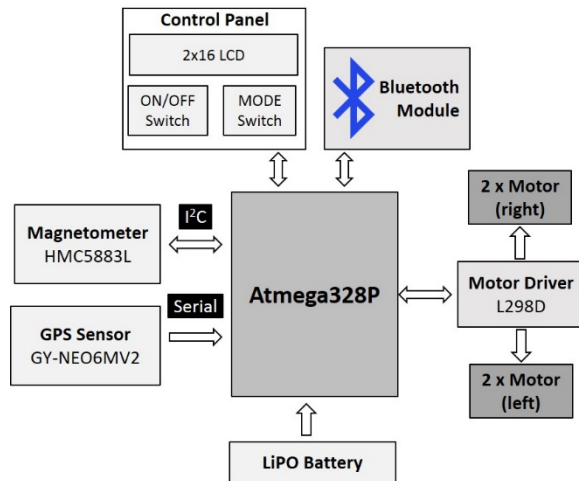 Control Panel
2x16 LCD
ON/OFF
Switch
MODE
Switch
Bluetooth
Module
I²C
Magnetometer
HMC5883L
Serial
GPS Sensor
GY-NEO6MV2
Atmega328P
2 x Motor
(right)
Motor Driver
L298D
2 x Motor
(left)
LiPO Battery